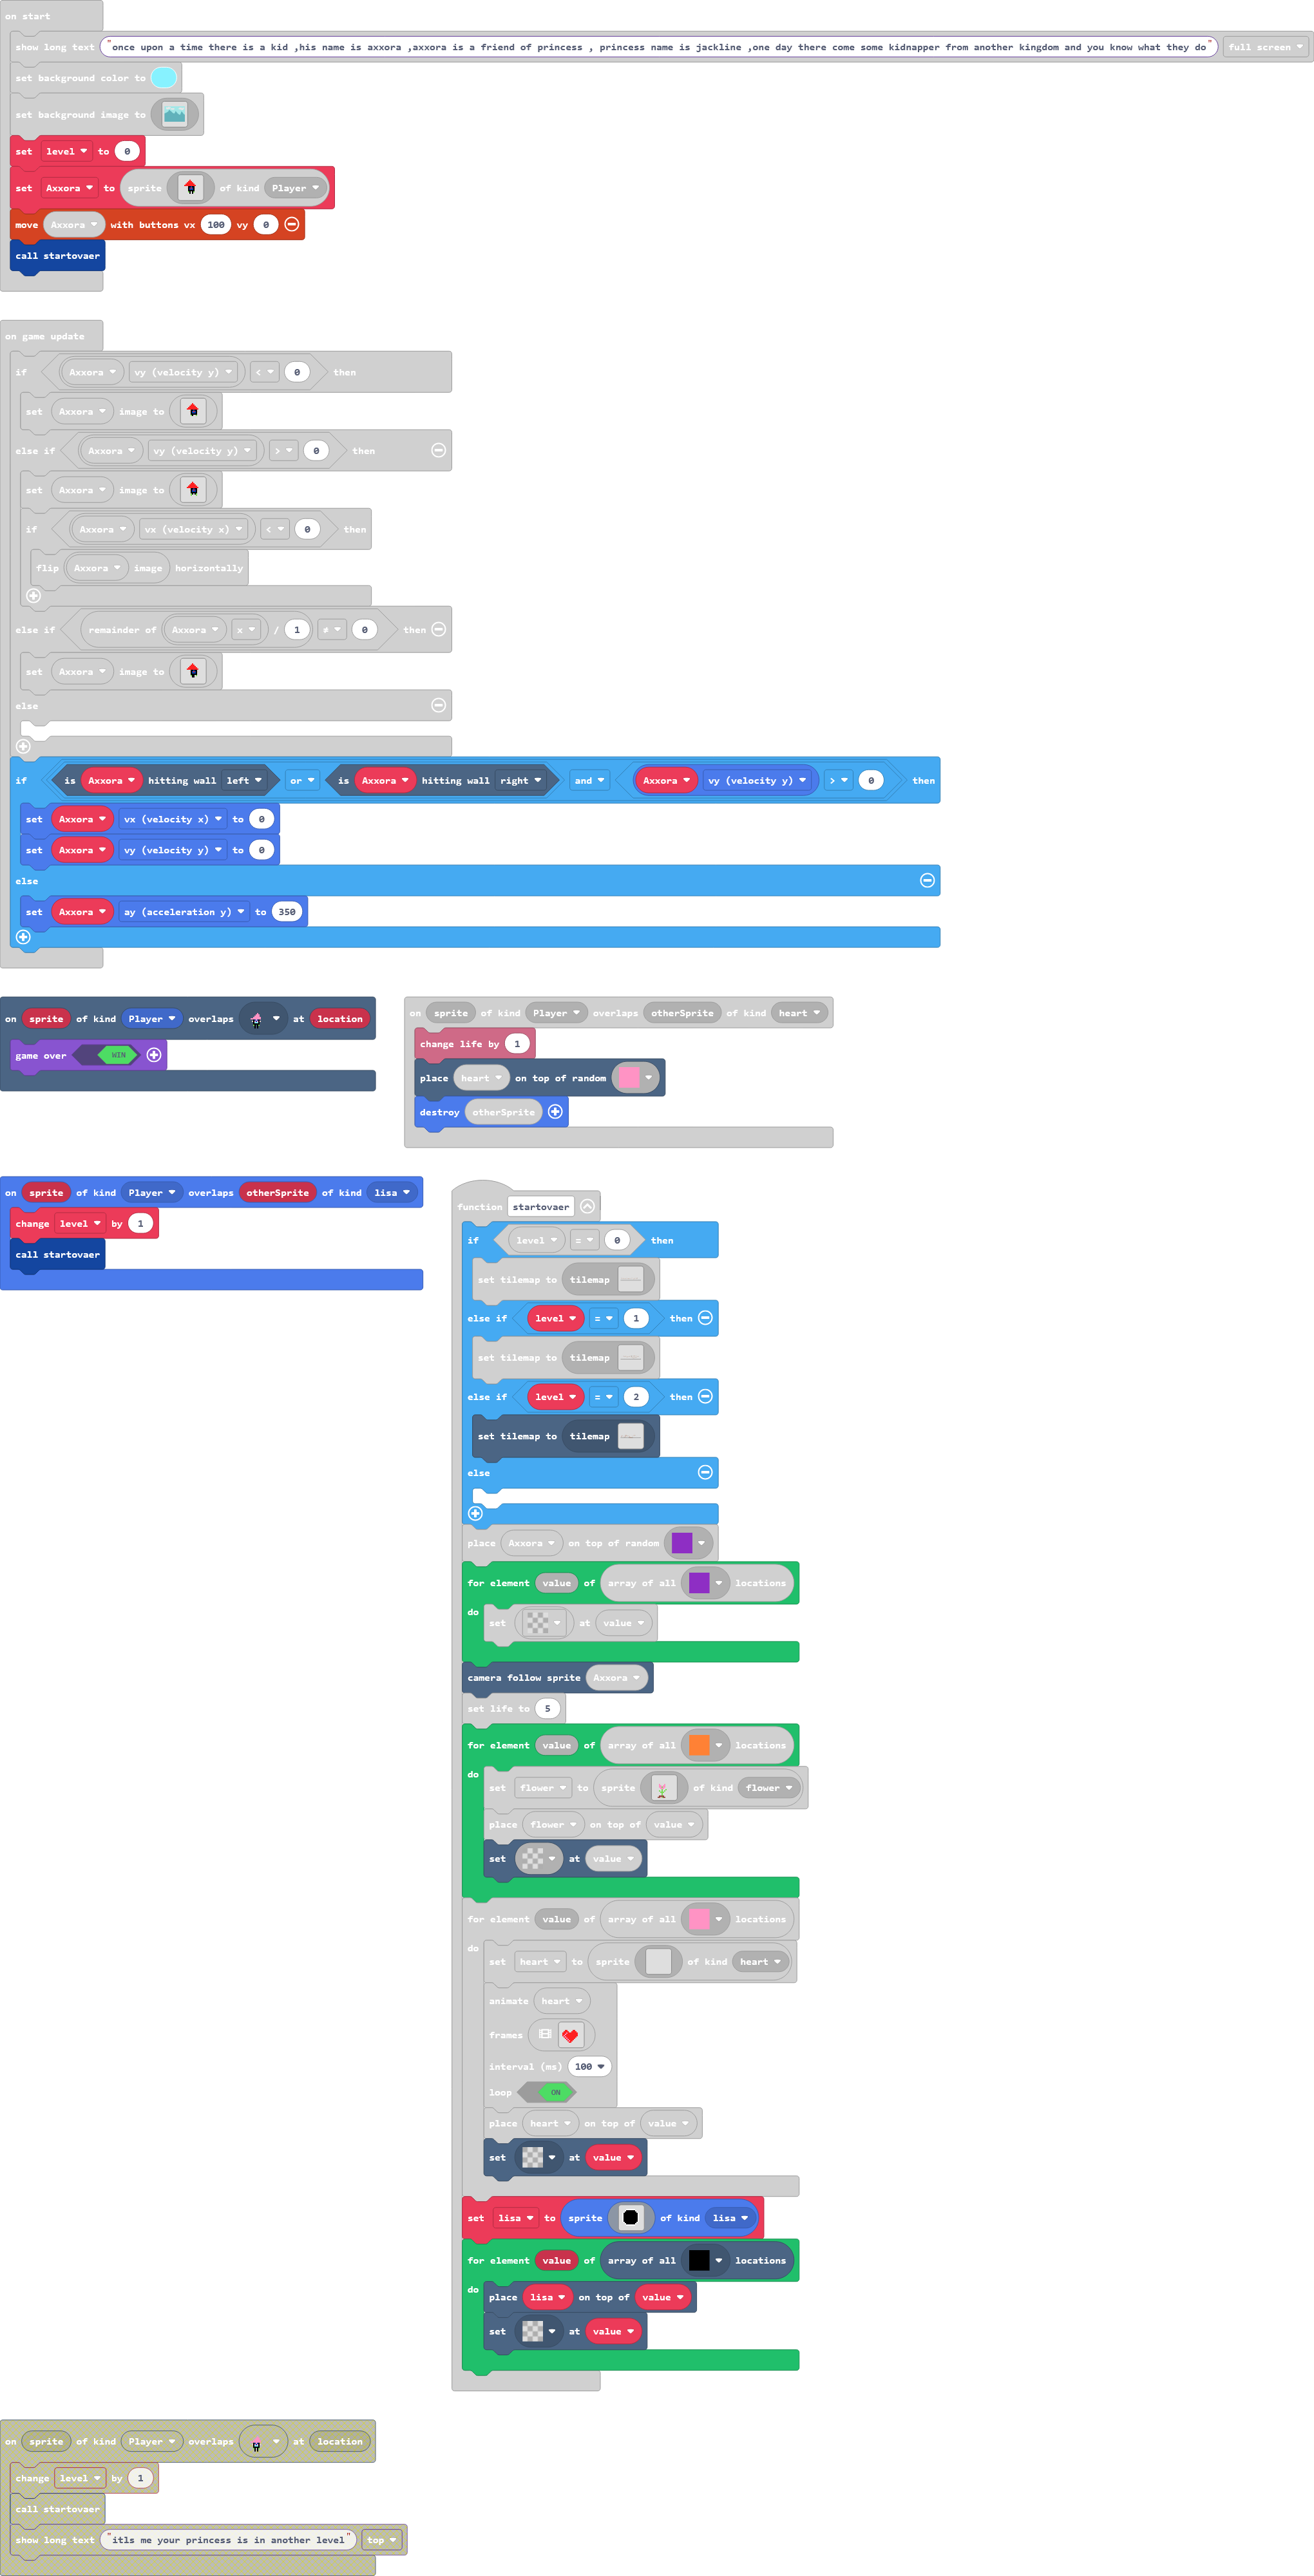 on start
show long text "once upon a time there is a kid ,his name is axxora ,axxora is a friend of princess , princess name is jackline ,one day there come some kidnapper from another kingdom and you know what they do" full screen
set background color to
set background image to
set level to 0
set Axxora to sprite of kind Player
move Axxora with buttons vx 100 vy 0
call startovaer
on game update
if Axxora vy (velocity y) < 0 then
set Axxora image to
else if Axxora vy (velocity y) > 0 then
set Axxora image to
if Axxora vx (velocity x) < 0 then
flip Axxora image horizontally
else if remainder of Axxora x / 1 ≠ 0 then
set Axxora image to
else
if is Axxora hitting wall left or is Axxora hitting wall right and Axxora vy (velocity y) > 0 then
set Axxora vx (velocity x) to 0
set Axxora vy (velocity y) to 0
else
set Axxora ay (acceleration y) to 350
on sprite of kind Player overlaps at location
game over WIN
on sprite of kind Player overlaps otherSprite of kind heart
change life by 1
place heart on top of random
destroy otherSprite
on sprite of kind Player overlaps otherSprite of kind lisa
change level by 1
call startovaer
function startovaer
if level = 0 then
set tilemap to tilemap
else if level = 1 then
set tilemap to tilemap
else if level = 2 then
set tilemap to tilemap
else
place Axxora on top of random
for element value of array of all locations
do set at value
camera follow sprite Axxora
set life to 5
for element value of array of all locations
do set flower to sprite of kind flower
place flower on top of value
set at value
for element value of array of all locations
do set heart to sprite of kind heart
animate heart
frames
interval (ms) 100
loop ON
place heart on top of value
set at value
set lisa to sprite of kind lisa
for element value of array of all locations
do place lisa on top of value
set at value
on sprite of kind Player overlaps at location
change level by 1
call startovaer
show long text "itls me your princess is in another level" top